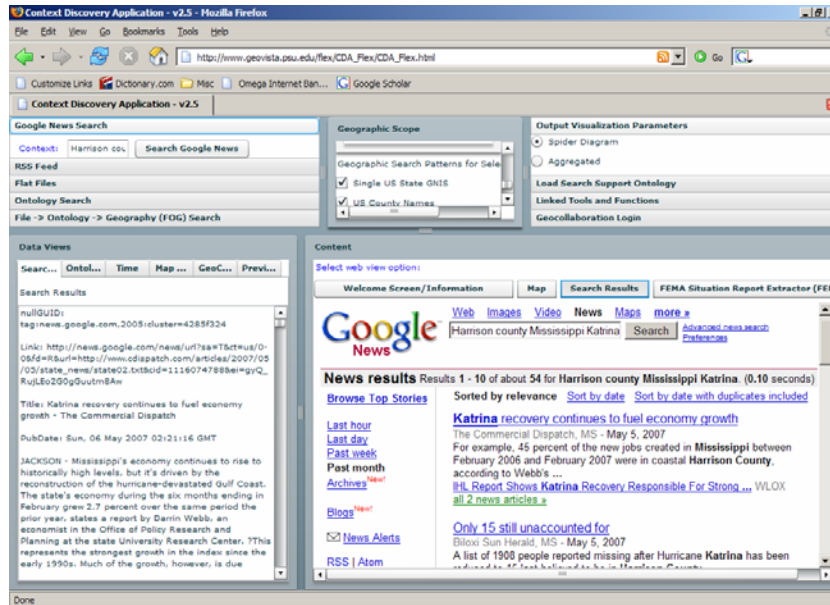 Context Discovery Application - v2.5 - Mozilla Firefox
File Edit View Go Bookmarks Tools Help
http://www.geovista.psu.edu/flex/CDA_Flex/CDA_Flex.html
Go
Customize Links Dictionary.com Misc Omega Internet Ban... Google Scholar
Context Discovery Application - v2.5
Google News Search
Context: Harrison cou Search Google News
RSS Feed
Flat Files
Ontology Search
File -> Ontology -> Geography (FOG) Search
Geographic Scope
Geographic Search Patterns for Sele
Single US State GNIS
US County Names
Output Visualization Parameters
Spider Diagram
Aggregated
Load Search Support Ontology
Linked Tools and Functions
Geocollaboration Login
Data Views
Searc... Ontol... Time Map ... GeoC... Previ...
Search Results
nullGUID:
tag:news.google.com,2005:cluster=4285f324
Link: http://news.google.com/news/url?sa=T&ct=us/0-
0&fd=R&url=http://www.cdispatch.com/articles/2007/05
/05/state_news/state02.txt&cid=1116074788&ei=gyQ_
RujLEo2G0gGuutm8Aw
Title: Katrina recovery continues to fuel economy
growth - The Commercial Dispatch
PubDate: Sun, 06 May 2007 02:21:16 GMT
JACKSON - Mississippi's economy continues to rise to
historically high levels, but it's driven by the
reconstruction of the hurricane-devastated Gulf Coast.
The state's economy during the six months ending in
February grew 2.7 percent over the same period the
prior year, states a report by Darrin Webb, an
economist in the Office of Policy Research and
Planning at the state University Research Center. ?This
represents the strongest growth in the index since the
early 1990s. Much of the growth, however, is due
Content
Select web view option:
Welcome Screen/Information Map Search Results FEMA Situation Report Extractor (FE
Google News
Web Images Video News Maps more »
Harrison county Mississippi Katrina Search Advanced news search
Preferences
News results Results 1 - 10 of about 54 for Harrison county Mississippi Katrina. (0.10 seconds)
Browse Top Stories
Last hour
Last day
Past week
Past month
Archives New!
Blogs New!
News Alerts
RSS | Atom
Sorted by relevance Sort by date Sort by date with duplicates included
Katrina recovery continues to fuel economy growth
The Commercial Dispatch, MS - May 5, 2007
For example, 45 percent of the new jobs created in Mississippi between
February 2006 and February 2007 were in coastal Harrison County,
according to Webb's ...
IHL Report Shows Katrina Recovery Responsible For Strong ... WLOX
all 2 news articles »
Only 15 still unaccounted for
Biloxi Sun Herald, MS - May 5, 2007
A list of 1908 people reported missing after Hurricane Katrina has been
Done